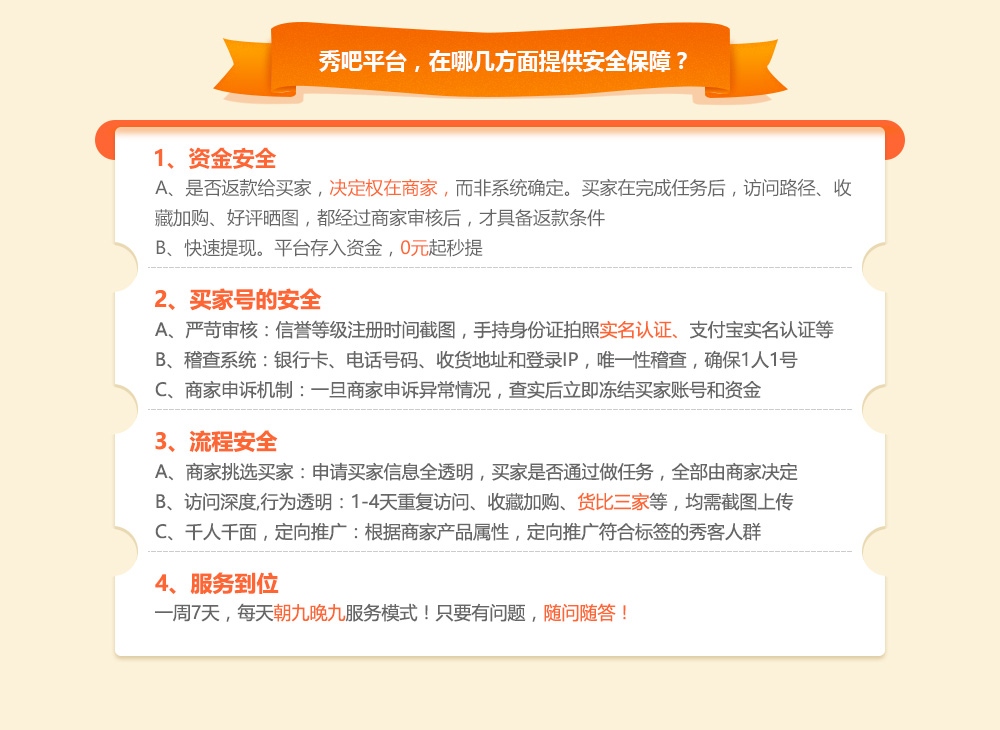 秀吧平台，在哪几方面提供安全保障？
1、资金安全
A、是否返款给买家，决定权在商家，而非系统确定。买家在完成任务后，访问路径、收
藏加购、好评晒图，都经过商家审核后，才具备返款条件
B、快速提现。平台存入资金，0元起秒提
2、买家号的安全
A、严苛审核：信誉等级注册时间截图，手持身份证拍照实名认证、支付宝实名认证等
B、稽查系统：银行卡、电话号码、收货地址和登录IP，唯一性稽查，确保1人1号
C、商家申诉机制：一旦商家申诉异常情况，查实后立即冻结买家账号和资金
3、流程安全
A、商家挑选买家：申请买家信息全透明，买家是否通过做任务，全部由商家决定
B、访问深度,行为透明：1-4天重复访问、收藏加购、货比三家等，均需截图上传
C、千人千面，定向推广：根据商家产品属性，定向推广符合标签的秀客人群
4、服务到位
一周7天，每天朝九晚九服务模式！只要有问题，随问随答！